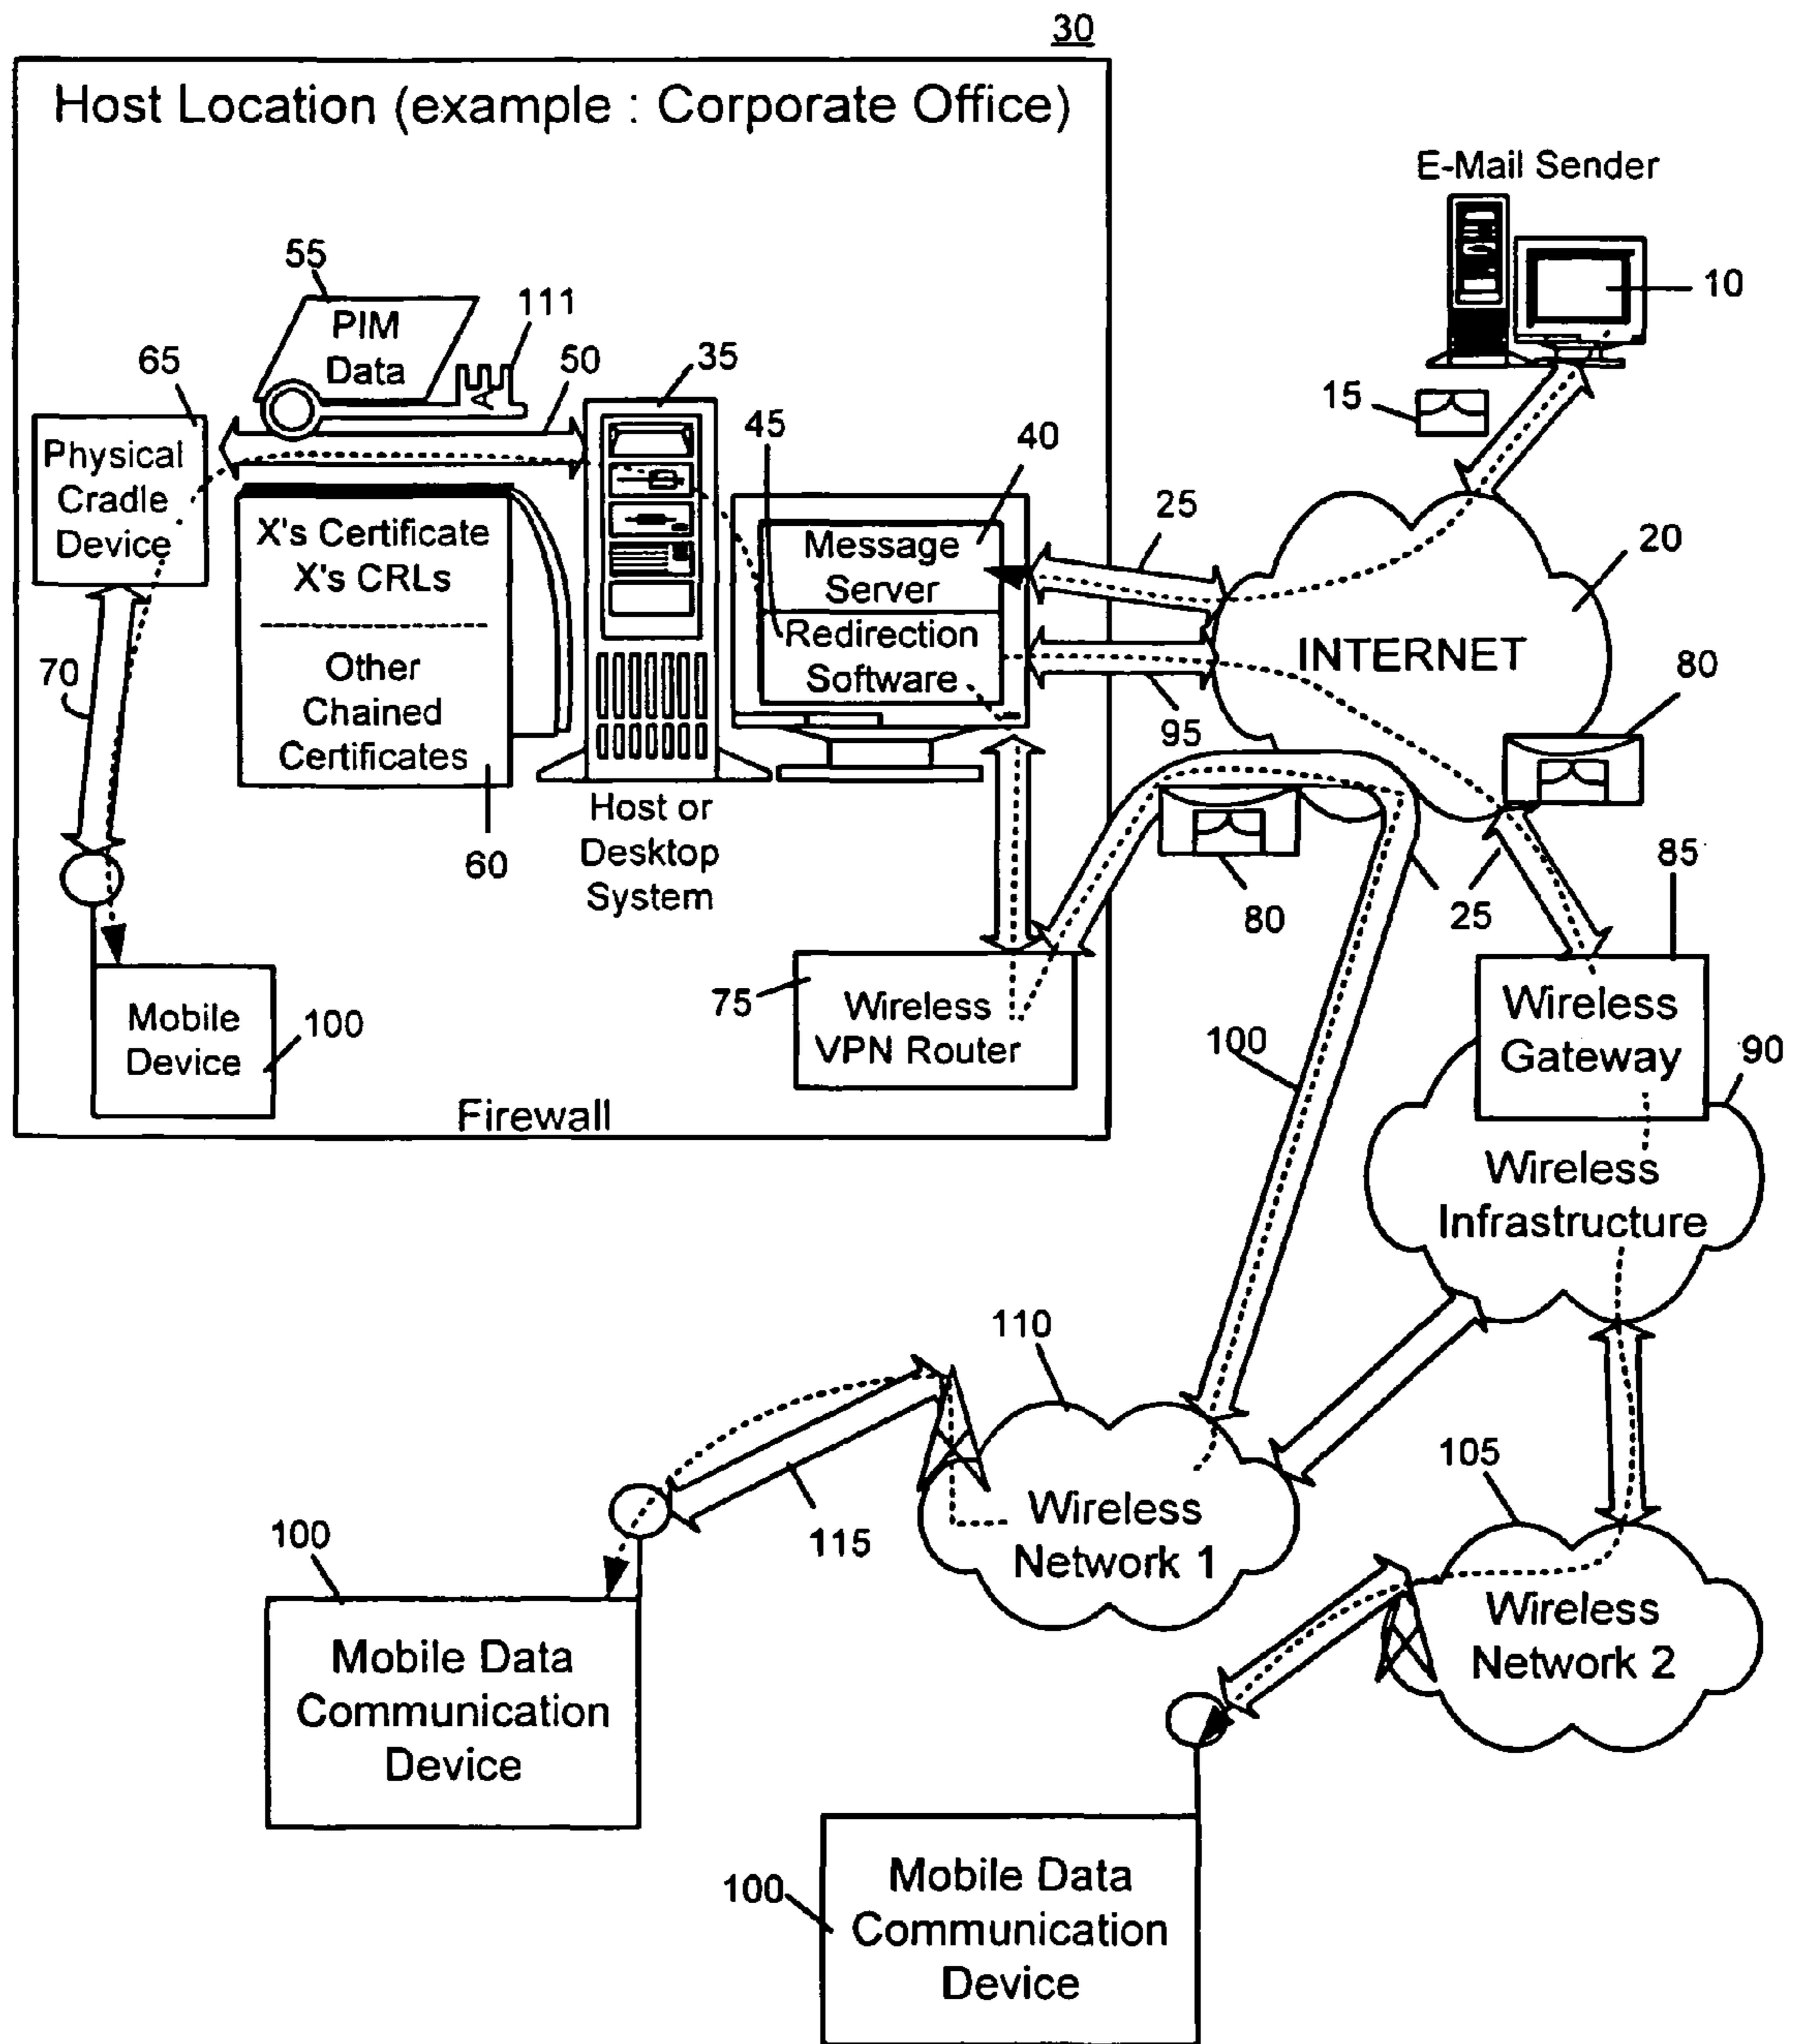 30
Host Location (example : Corporate Office)
E-Mail Sender
10
15
55
PIM
Data
111
65
50
35
45
40
25
20
Physical
Cradle
Device
X's Certificate
X's CRLs
Other
Chained
Certificates
60
70
Message
Server
Redirection
Software
INTERNET
95
80
80
25
85
Host or
Desktop
System
75
Wireless
VPN Router
100
Wireless
Gateway
90
Mobile
Device
100
Firewall
Wireless
Infrastructure
110
105
115
Wireless
Network 1
Wireless
Network 2
100
Mobile Data
Communication
Device
100
Mobile Data
Communication
Device